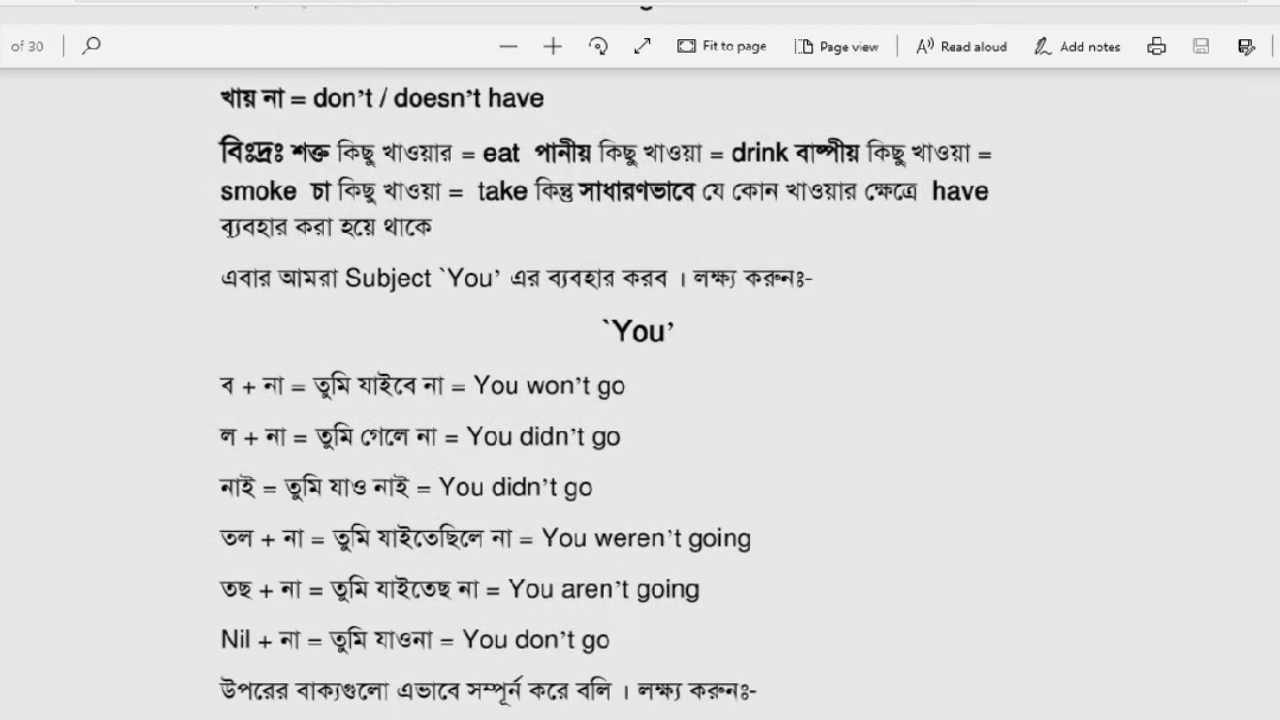 of 30
Fit to page
Page view
Read aloud
Add notes
খায় না = don't / doesn't have
বিঃদ্রঃ শক্ত কিছু খাওয়ার = eat পানীয় কিছু খাওয়া = drink বাষ্পীয় কিছু খাওয়া =
smoke চা কিছু খাওয়া = take কিন্তু সাধারণভাবে যে কোন খাওয়ার ক্ষেত্রে have
ব্যবহার করা হয়ে থাকে
এবার আমরা Subject `You' এর ব্যবহার করব । লক্ষ্য করুনঃ-
`You'
ব + না = তুমি যাইবে না = You won't go
ল + না = তুমি গেলে না = You didn't go
নাই = তুমি যাও নাই = You didn't go
তল + না = তুমি যাইতেছিলে না = You weren't going
তছ + না = তুমি যাইতেছ না = You aren't going
Nil + না = তুমি যাওনা = You don't go
উপরের বাক্যগুলো এভাবে সম্পূর্ন করে বলি । লক্ষ্য করুনঃ-